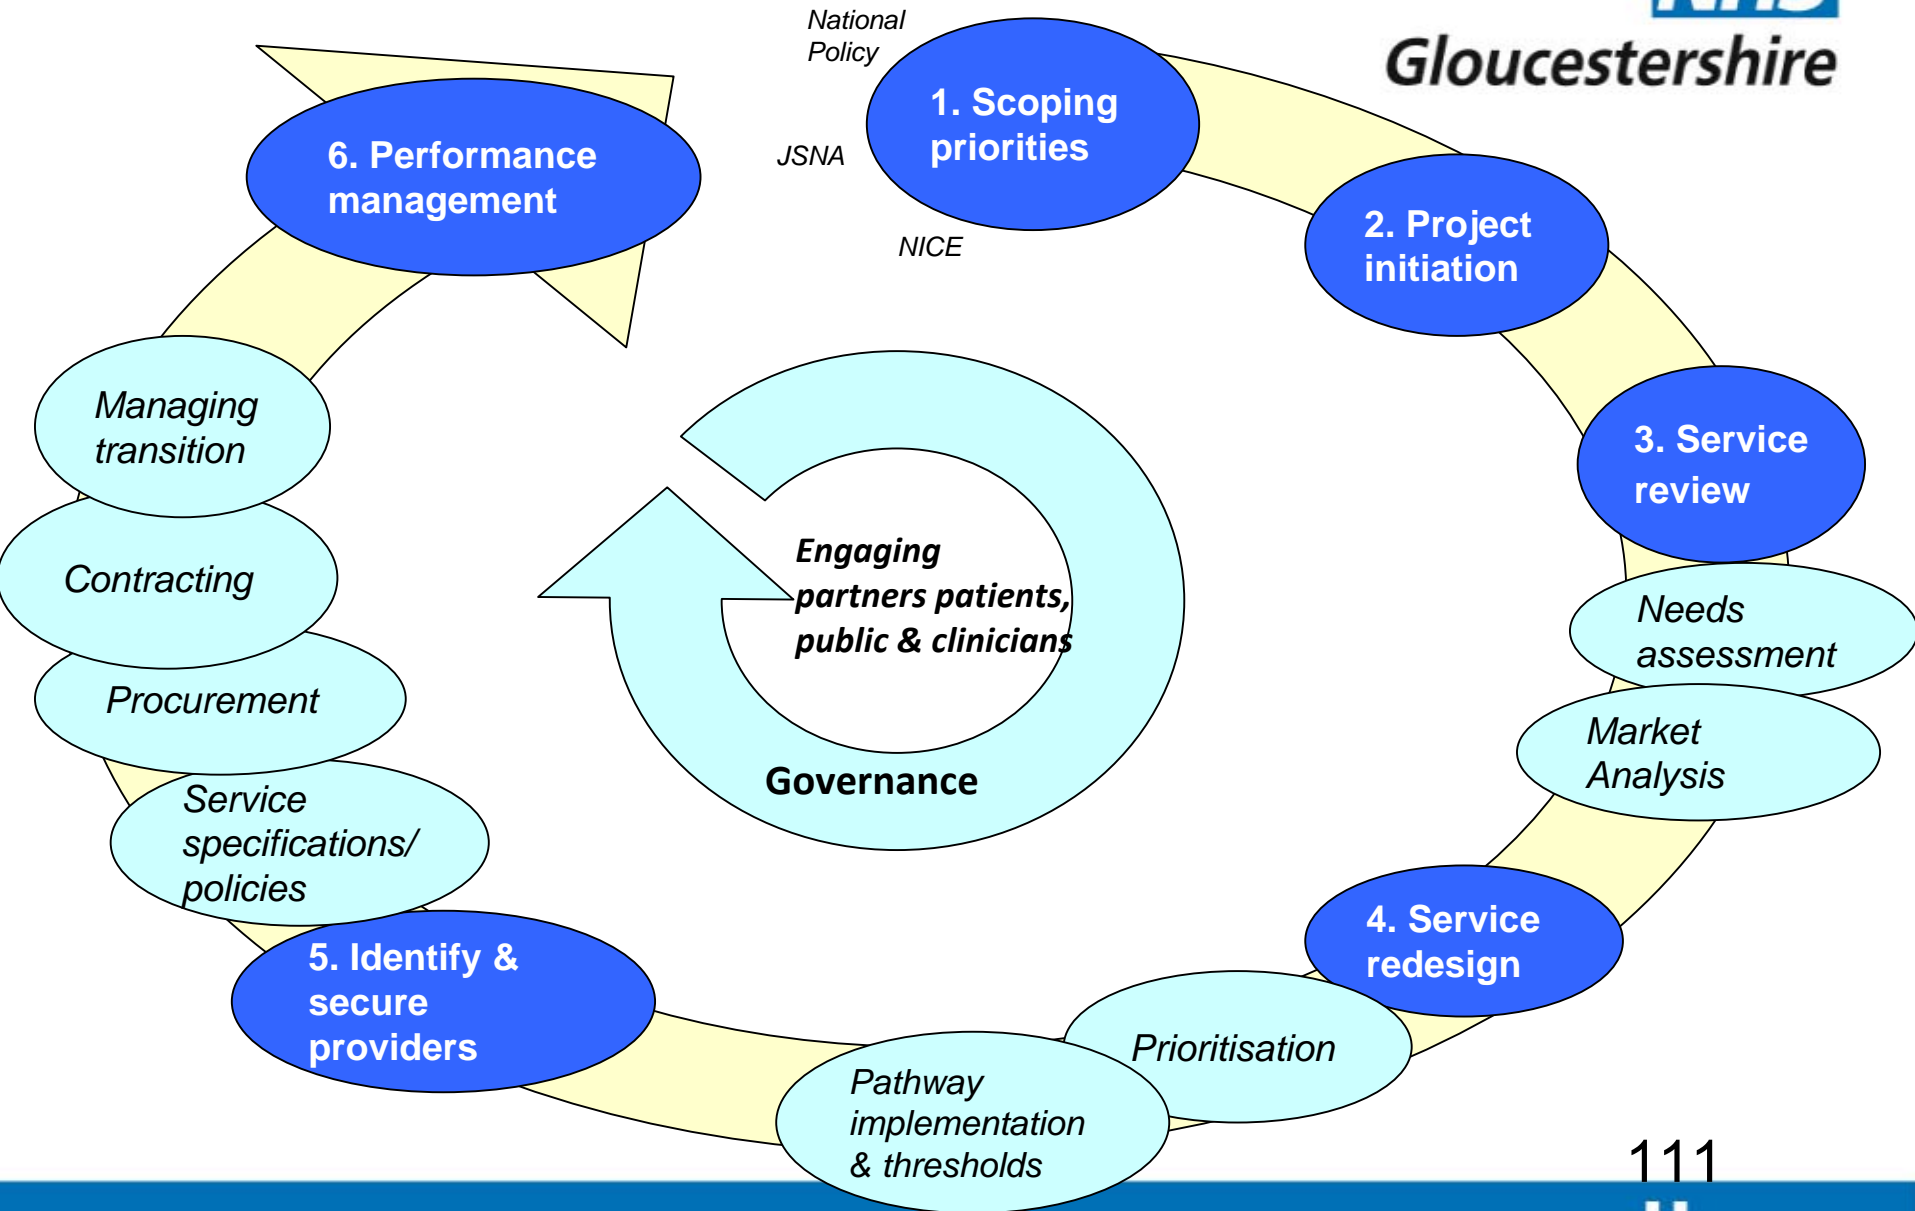 NHS
Gloucestershire
National
Policy
JSNA
NICE
1. Scoping
priorities
2. Project
initiation
3. Service
review
Needs
assessment
Market
Analysis
4. Service
redesign
Prioritisation
Pathway
implementation
& thresholds
5. Identify &
secure
providers
Service
specifications/
policies
Procurement
Contracting
Managing
transition
6. Performance
management
Engaging
partners patients,
public & clinicians
Governance
111